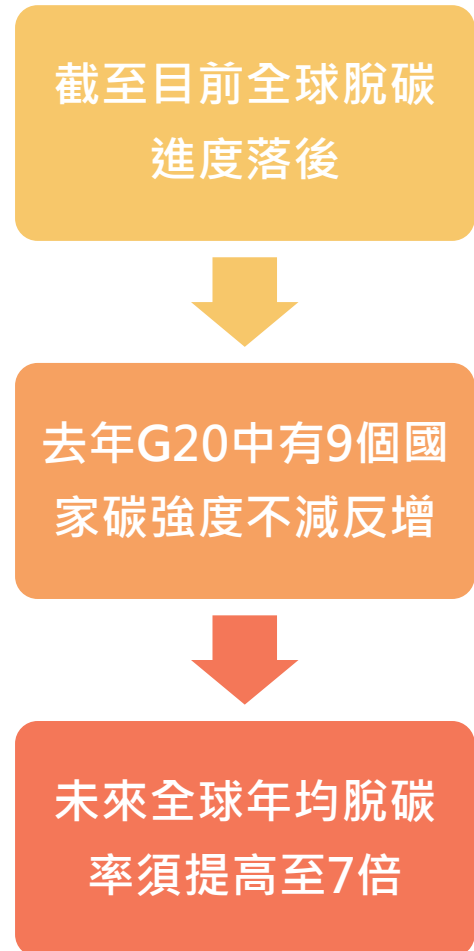 截至目前全球脫碳
進度落後
去年G20中有9個國
家碳強度不減反增
未來全球年均脫碳
率須提高至7倍